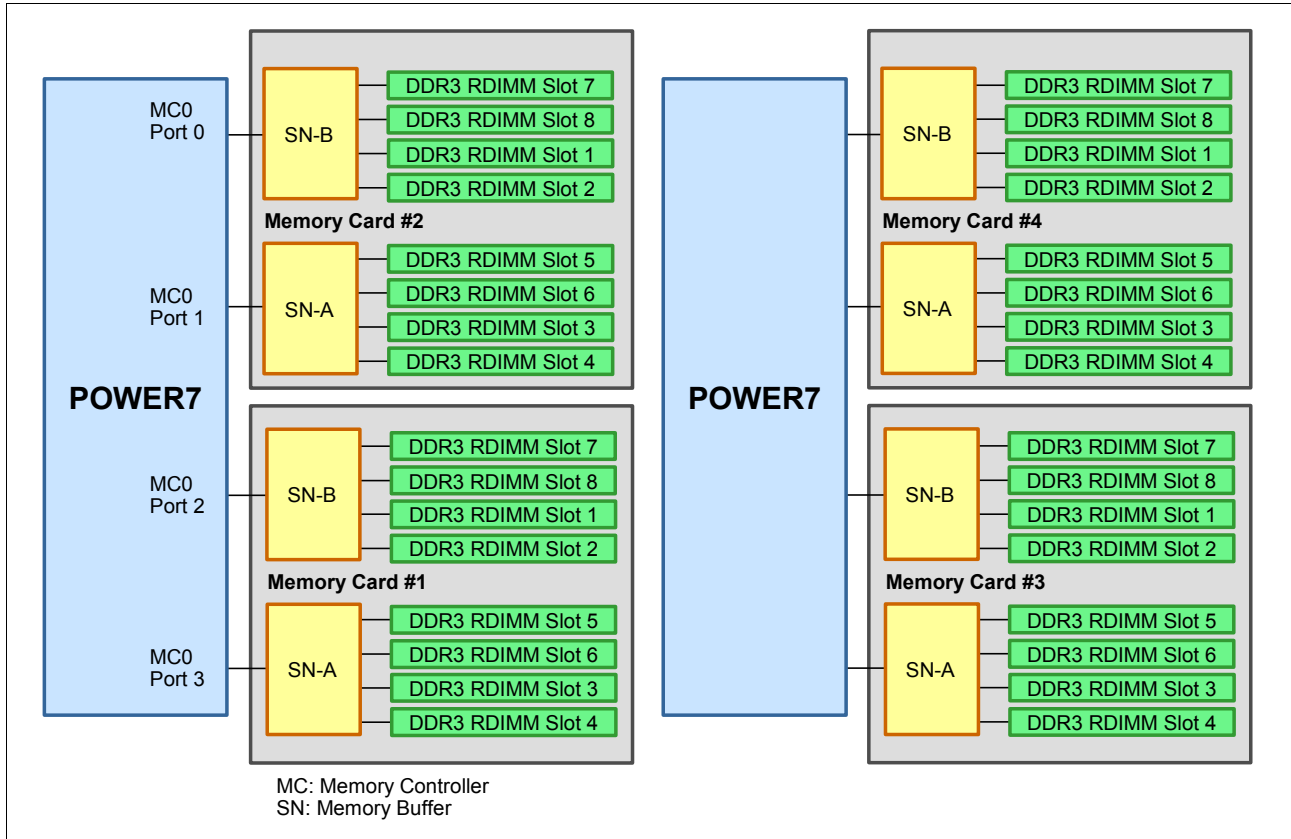 MC0
Port 0
SN-B
DDR3 RDIMM Slot 7
DDR3 RDIMM Slot 8
DDR3 RDIMM Slot 1
DDR3 RDIMM Slot 2
Memory Card #2
MC0
Port 1
SN-A
DDR3 RDIMM Slot 5
DDR3 RDIMM Slot 6
DDR3 RDIMM Slot 3
DDR3 RDIMM Slot 4
POWER7
MC0
Port 2
SN-B
DDR3 RDIMM Slot 7
DDR3 RDIMM Slot 8
DDR3 RDIMM Slot 1
DDR3 RDIMM Slot 2
Memory Card #1
MC0
Port 3
SN-A
DDR3 RDIMM Slot 5
DDR3 RDIMM Slot 6
DDR3 RDIMM Slot 3
DDR3 RDIMM Slot 4
SN-B
DDR3 RDIMM Slot 7
DDR3 RDIMM Slot 8
DDR3 RDIMM Slot 1
DDR3 RDIMM Slot 2
Memory Card #4
SN-A
DDR3 RDIMM Slot 5
DDR3 RDIMM Slot 6
DDR3 RDIMM Slot 3
DDR3 RDIMM Slot 4
POWER7
SN-B
DDR3 RDIMM Slot 7
DDR3 RDIMM Slot 8
DDR3 RDIMM Slot 1
DDR3 RDIMM Slot 2
Memory Card #3
SN-A
DDR3 RDIMM Slot 5
DDR3 RDIMM Slot 6
DDR3 RDIMM Slot 3
DDR3 RDIMM Slot 4
MC: Memory Controller
SN: Memory Buffer